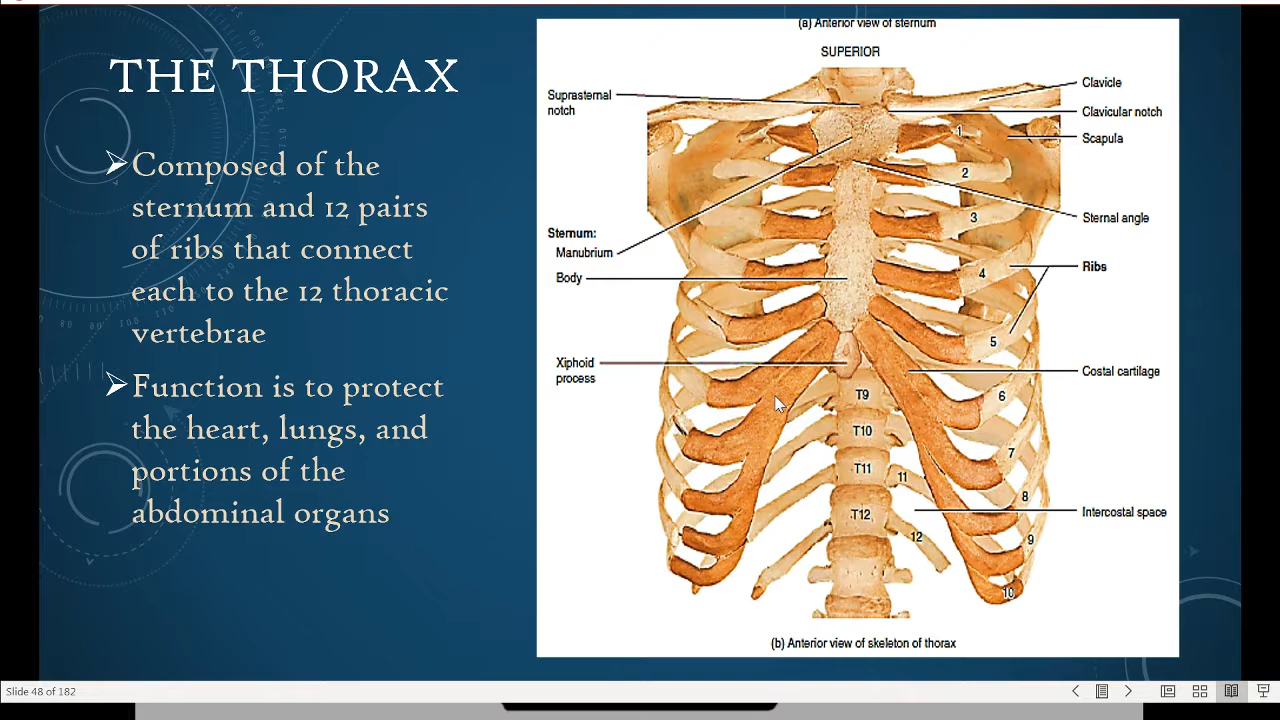 THE THORAX
Composed of the
sternum and 12 pairs
of ribs that connect
each to the 12 thoracic
vertebrae
Function is to protect
the heart, lungs, and
portions of the
abdominal organs
(a) Anterior view of sternum
SUPERIOR
Suprasternal
notch
Sternum:
Manubrium
Body
Xiphoid
process
Clavicle
Clavicular notch
Scapula
Sternal angle
Ribs
Costal cartilage
Intercostal space
1
2
3
4
5
6
7
8
9
10
11
12
T9
T10
T11
T12
(b) Anterior view of skeleton of thorax
Slide 48 of 182